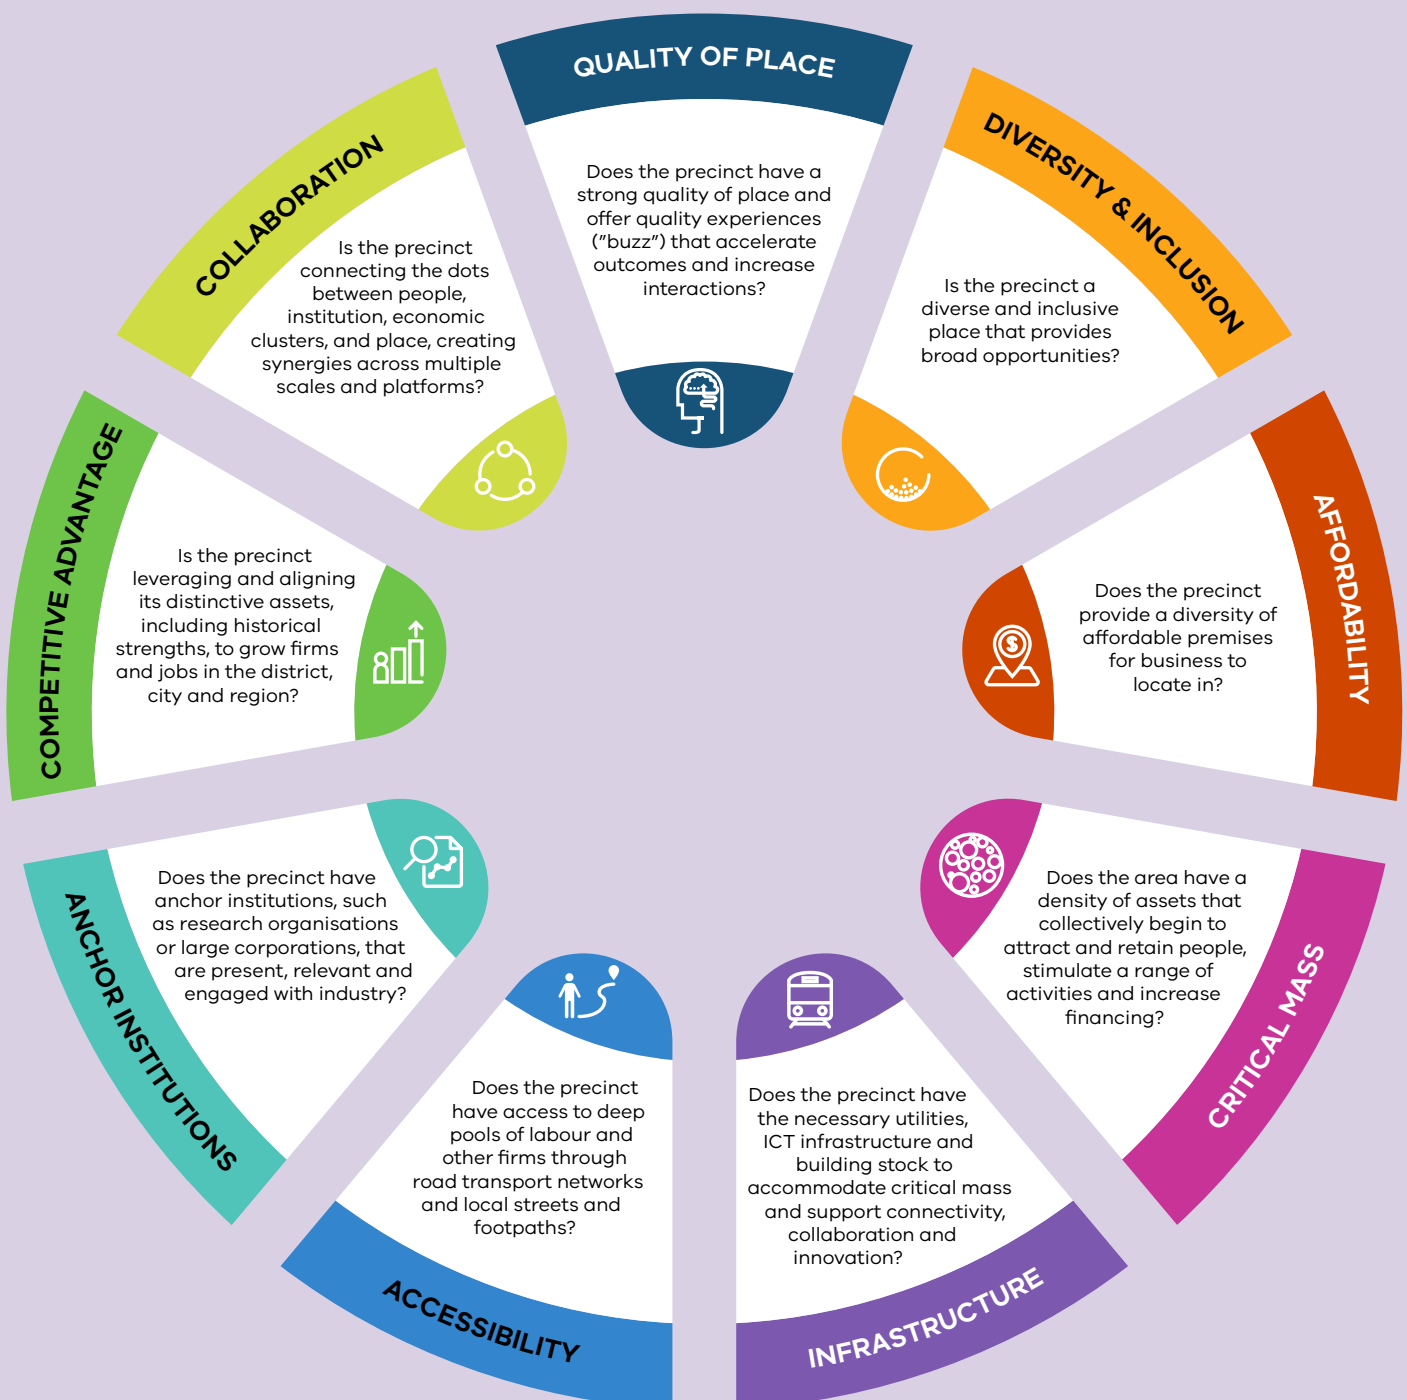 QUALITY OF PLACE
Does the precinct have a
strong quality of place and
offer quality experiences
("buzz") that accelerate
outcomes and increase
interactions?
DIVERSITY & INCLUSION
Is the precinct a
diverse and inclusive
place that provides
broad opportunities?
AFFORDABILITY
Does the precinct
provide a diversity of
affordable premises
for business to
locate in?
$
CRITICAL MASS
Does the area have a
density of assets that
collectively begin to
attract and retain people,
stimulate a range of
activities and increase
financing?
INFRASTRUCTURE
Does the precinct have
the necessary utilities,
ICT infrastructure and
building stock to
accommodate critical mass
and support connectivity,
collaboration and
innovation?
ACCESSIBILITY
Does the precinct
have access to deep
pools of labour and
other firms through
road transport networks
and local streets and
footpaths?
ANCHOR INSTITUTIONS
Does the precinct have
anchor institutions, such
as research organisations
or large corporations, that
are present, relevant and
engaged with industry?
COMPETITIVE ADVANTAGE
Is the precinct
leveraging and aligning
its distinctive assets,
including historical
strengths, to grow firms
and jobs in the district,
city and region?
COLLABORATION
Is the precinct
connecting the dots
between people,
institution, economic
clusters, and place, creating
synergies across multiple
scales and platforms?